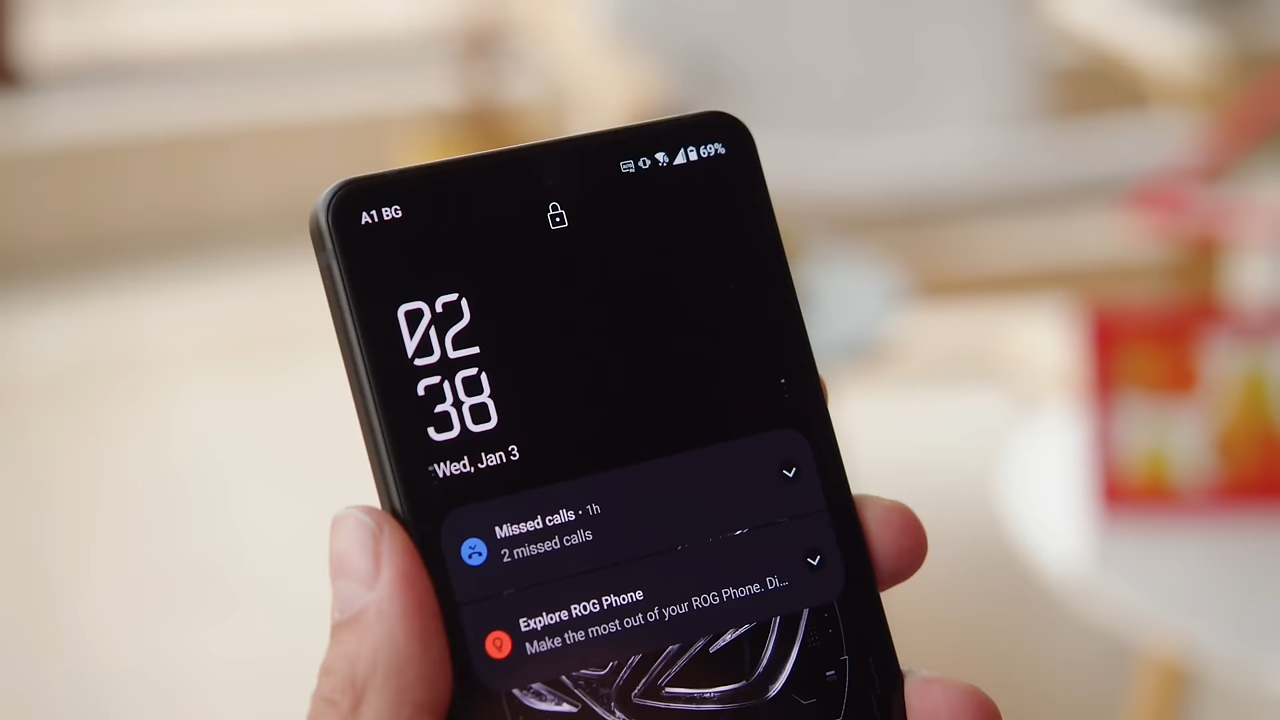 A1 BG
69%
02
38
Wed, Jan 3
Missed calls • 1h
2 missed calls
Explore ROG Phone
Make the most out of your ROG Phone. Di...